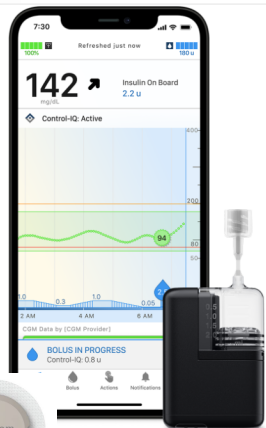 7:30
100%
Refreshed just now
180 u
142
mg/dL
Insulin On Board
2.2 u
Control-IQ: Active
400
200
94
80
50
1.0
0.3
1.0
0.05
2 AM
4 AM
6 AM
CGM Data by [CGM Provider]
BOLUS IN PROGRESS
Control-IQ: 0.8 u
Bolus
Actions
Notifications